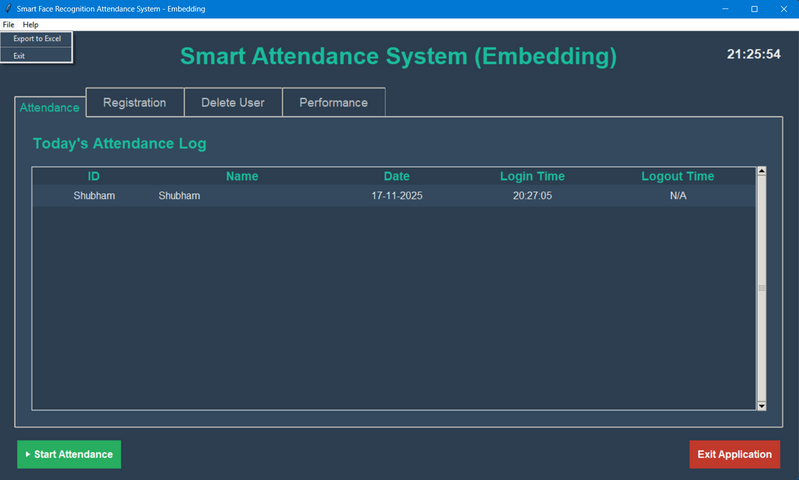 Smart Face Recognition Attendance System - Embedding
File Help
Export to Excel
Exit
Smart Attendance System (Embedding)
21:25:54
Attendance Registration Delete User Performance
Today's Attendance Log
ID Name Date Login Time Logout Time
Shubham Shubham 17-11-2025 20:27:05 N/A
Start Attendance
Exit Application